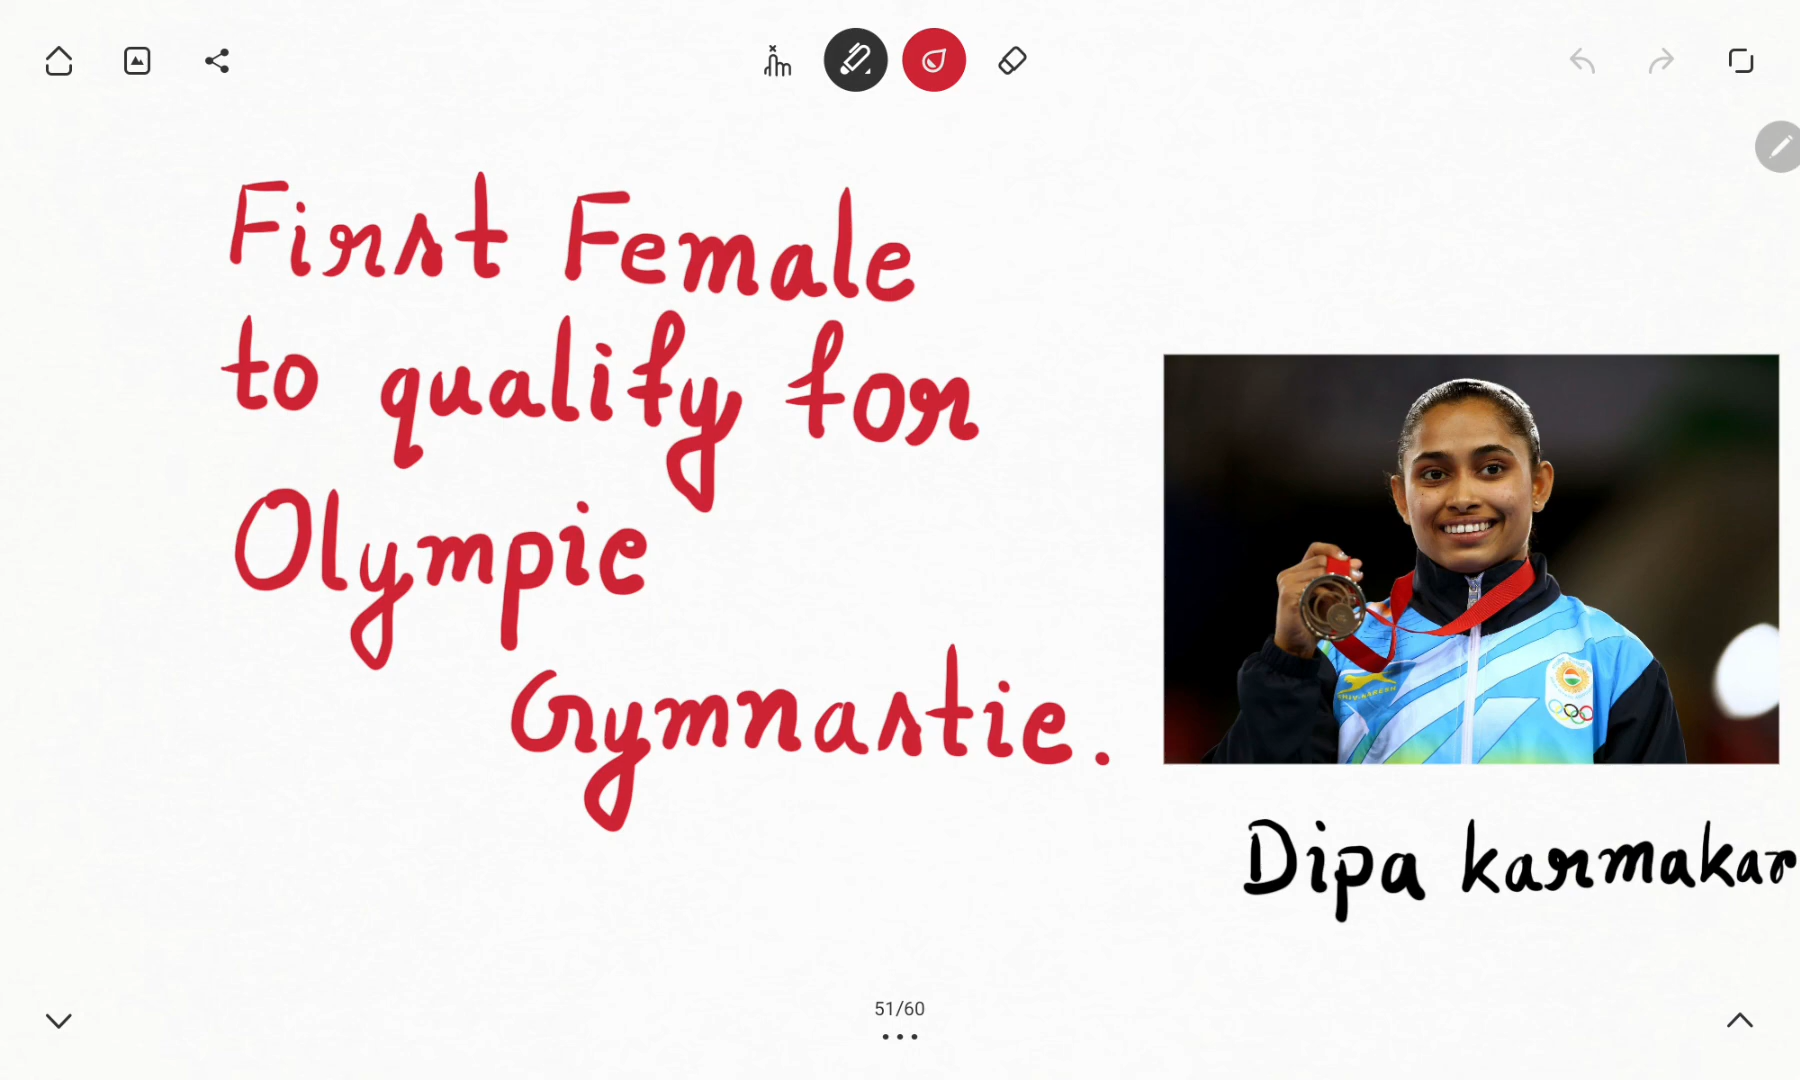 First Female
to qualify for
Olympic
Gymnastic.
Dipa karmakar
51/60